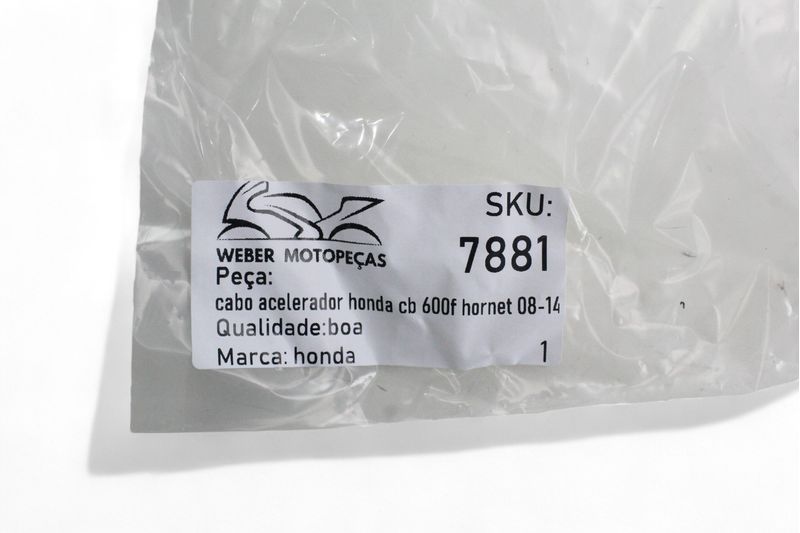 SKU:
7881
WEBER MOTOPEÇAS
Peça:
cabo acelerador honda cb 600f hornet 08-14
Qualidade:boa
Marca: honda 1